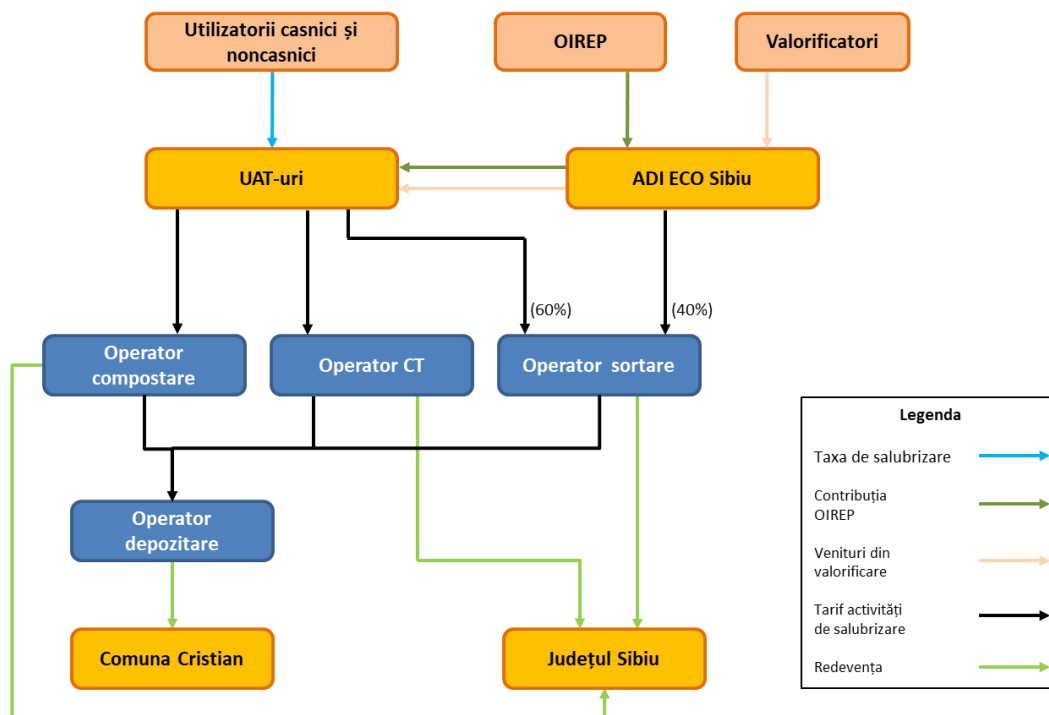 Utilizatorii casnici și
noncasnici
OIREP
Valorificatori
UAT-uri
ADI ECO Sibiu
(60%)
(40%)
Operator
compostare
Operator CT
Operator sortare
Legenda
Taxa de salubrizare
Contribuția
OIREP
Venituri din
valorificare
Tarif activități
de salubrizare
Redevența
Operator
depozitare
Comuna Cristian
Județul Sibiu